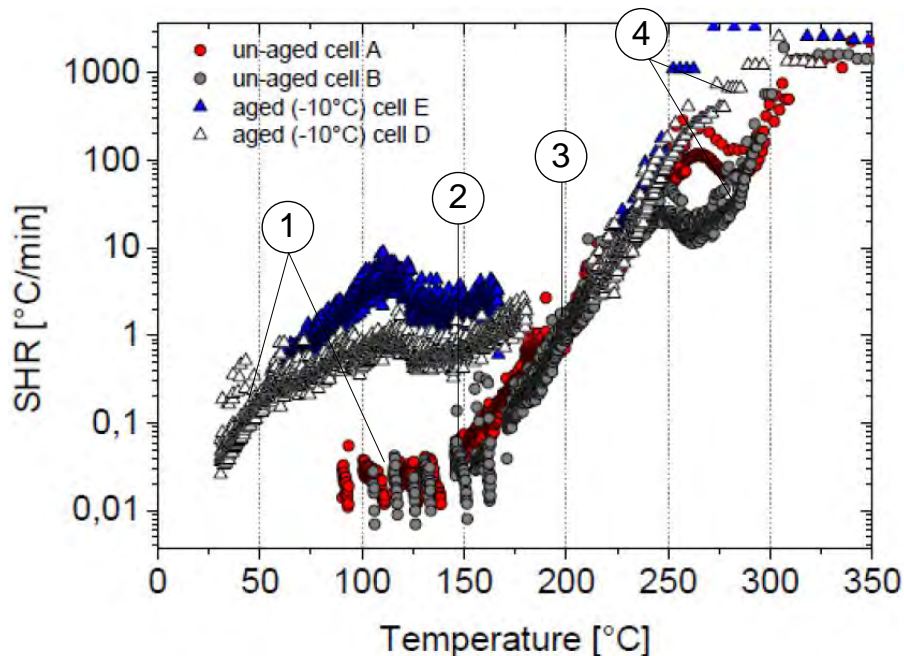 un-aged cell A
un-aged cell B
aged (-10°C) cell E
aged (-10°C) cell D
1
2
3
4
1000
100
10
1
0,1
0,01
SHR [°C/min]
0 50 100 150 200 250 300 350
Temperature [°C]